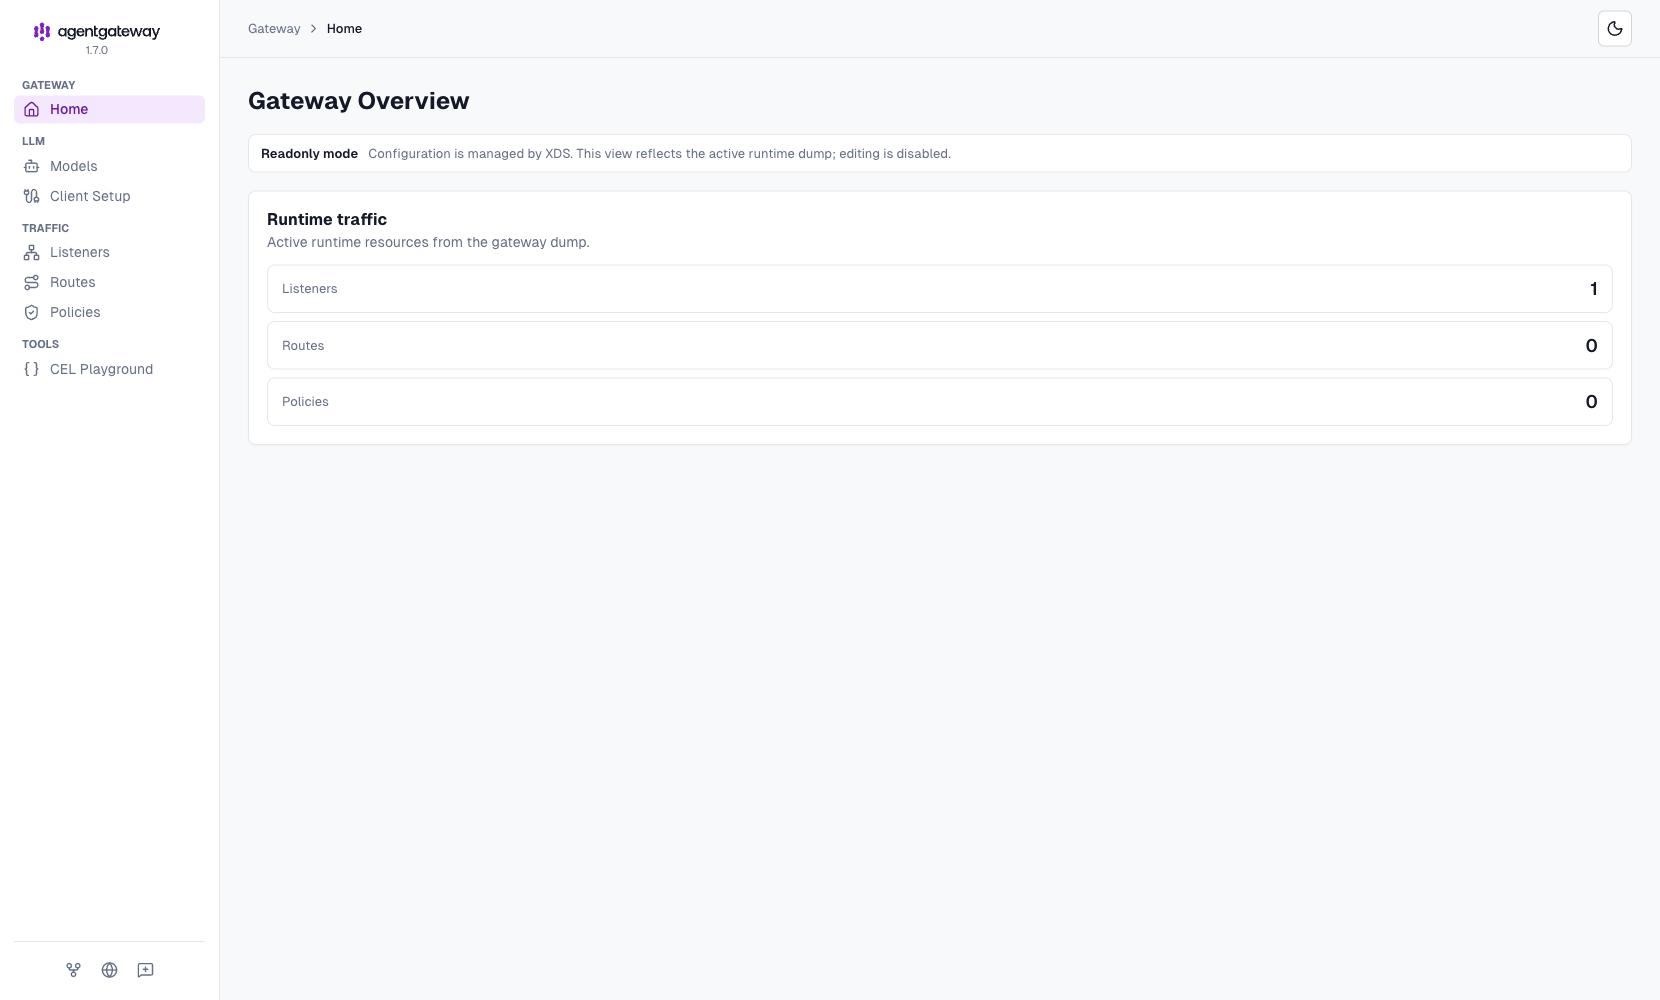 agentgateway
1.7.0
GATEWAY
Home
LLM
Models
Client Setup
TRAFFIC
Listeners
Routes
Policies
TOOLS
CEL Playground
Gateway
Home
Gateway Overview
Readonly mode Configuration is managed by XDS. This view reflects the active runtime dump; editing is disabled.
Runtime traffic
Active runtime resources from the gateway dump.
Listeners 1
Routes 0
Policies 0